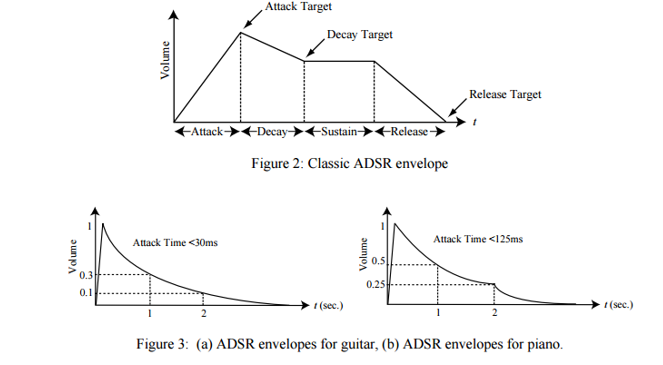 Attack Target
Decay Target
Volume
Release Target
t
Attack Decay Sustain Release
Figure 2: Classic ADSR envelope
1
Attack Time <30ms
Volume
0.3
0.1
1 2
t (sec.)
1
Attack Time <125ms
Volume
0.5
0.25
1 2
t (sec.)
Figure 3: (a) ADSR envelopes for guitar, (b) ADSR envelopes for piano.